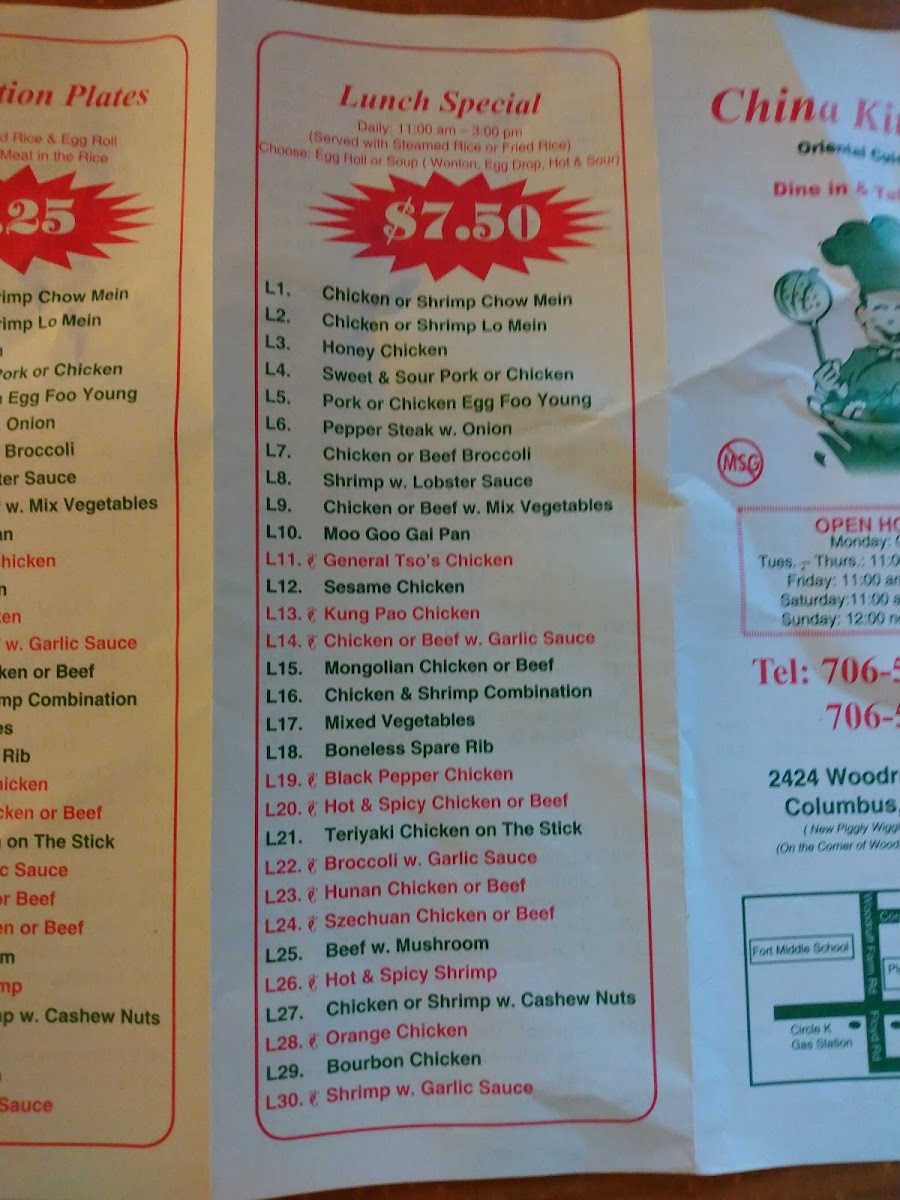 tion Plates
d Rice & Egg Roll
Meat in the Rice
.25
rimp Chow Mein
rimp Lo Mein
n
Pork or Chicken
n Egg Foo Young
Onion
Broccoli
ter Sauce
w. Mix Vegetables
an
hicken
n
ken
w. Garlic Sauce
ken or Beef
mp Combination
es
Rib
hicken
cken or Beef
on The Stick
c Sauce
or Beef
en or Beef
m
mp
mp w. Cashew Nuts
Sauce
Lunch Special
Daily: 11:00 am - 3:00 pm
(Served with Steamed Rice or Fried Rice)
Choose: Egg Roll or Soup ( Wonton, Egg Drop, Hot & Sour)
$7.50
L1. Chicken or Shrimp Chow Mein
L2. Chicken or Shrimp Lo Mein
L3. Honey Chicken
L4. Sweet & Sour Pork or Chicken
L5. Pork or Chicken Egg Foo Young
L6. Pepper Steak w. Onion
L7. Chicken or Beef Broccoli
L8. Shrimp w. Lobster Sauce
L9. Chicken or Beef w. Mix Vegetables
L10. Moo Goo Gai Pan
L11. General Tso's Chicken
L12. Sesame Chicken
L13. Kung Pao Chicken
L14. Chicken or Beef w. Garlic Sauce
L15. Mongolian Chicken or Beef
L16. Chicken & Shrimp Combination
L17. Mixed Vegetables
L18. Boneless Spare Rib
L19. Black Pepper Chicken
L20. Hot & Spicy Chicken or Beef
L21. Teriyaki Chicken on The Stick
L22. Broccoli w. Garlic Sauce
L23. Hunan Chicken or Beef
L24. Szechuan Chicken or Beef
L25. Beef w. Mushroom
L26. Hot & Spicy Shrimp
L27. Chicken or Shrimp w. Cashew Nuts
L28. Orange Chicken
L29. Bourbon Chicken
L30. Shrimp w. Garlic Sauce
China Ki
Oriental Cui
Dine in & Ta
MSG
OPEN HO
Monday:
Tues. - Thurs.: 11:0
Friday: 11:00 a
Saturday:11:00 a
Sunday: 12:00 n
Tel: 706-5
706-5
2424 Woodr
Columbus,
( New Piggly Wigg
(On the Corner of Wood
Fort Middle School
Woodruff Farm Rd
Circle K
Gas Station
Floyd Rd